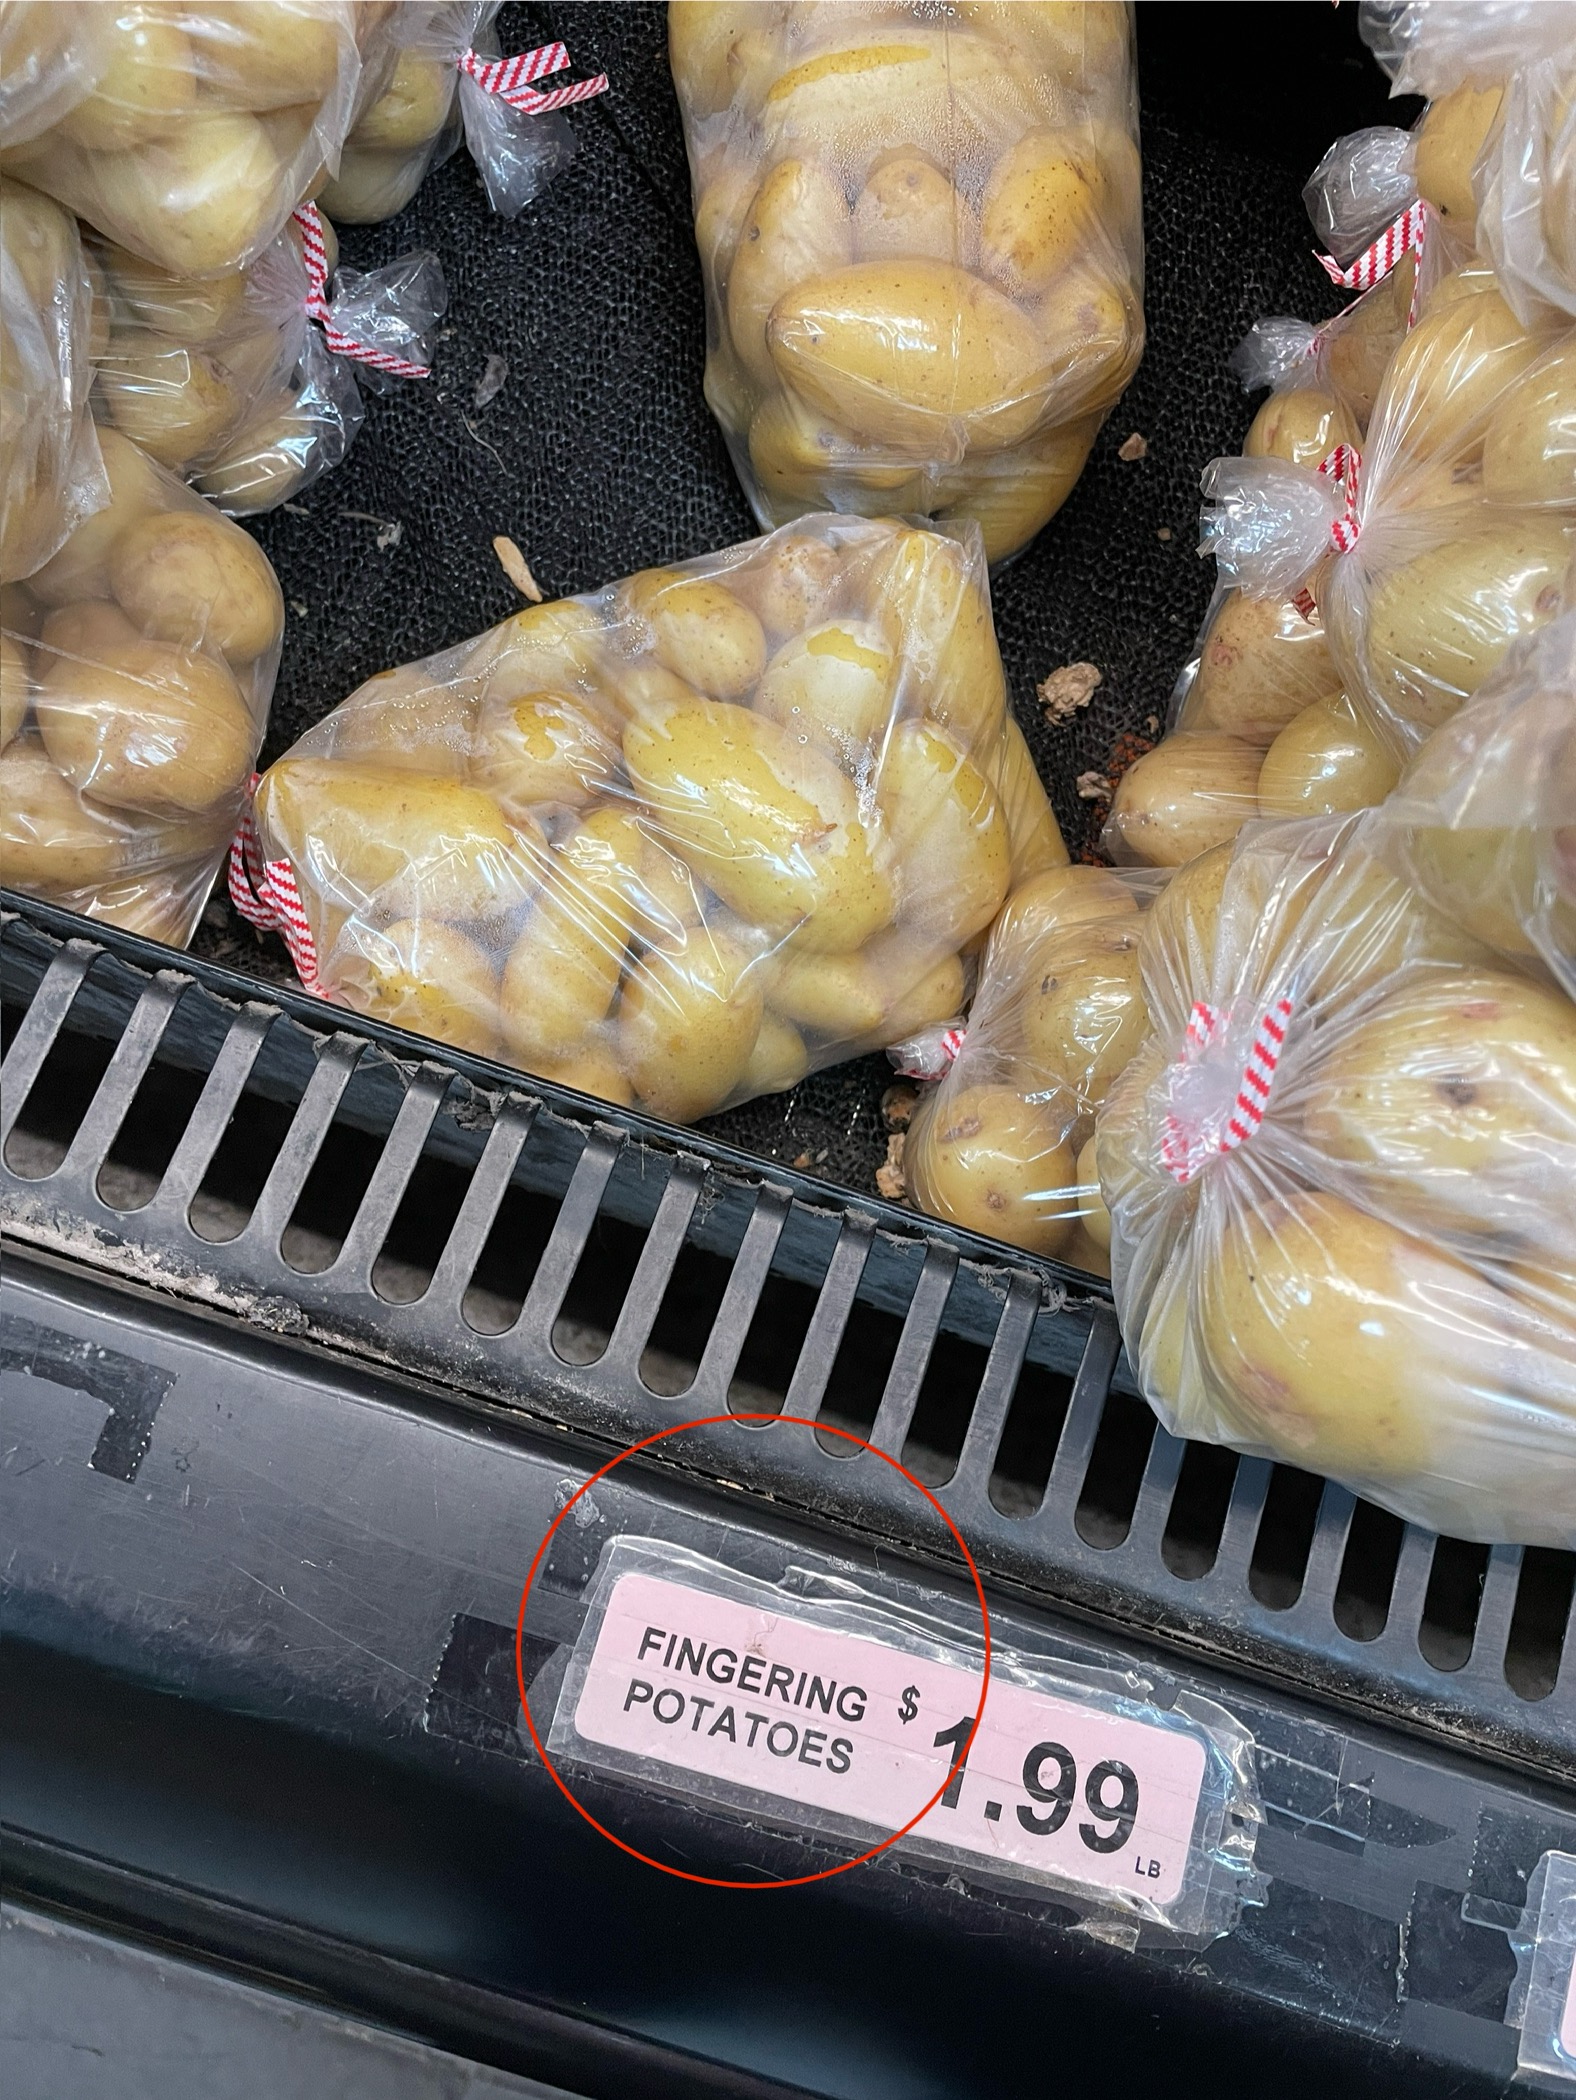 FINGERING
POTATOES
$1.99
LB